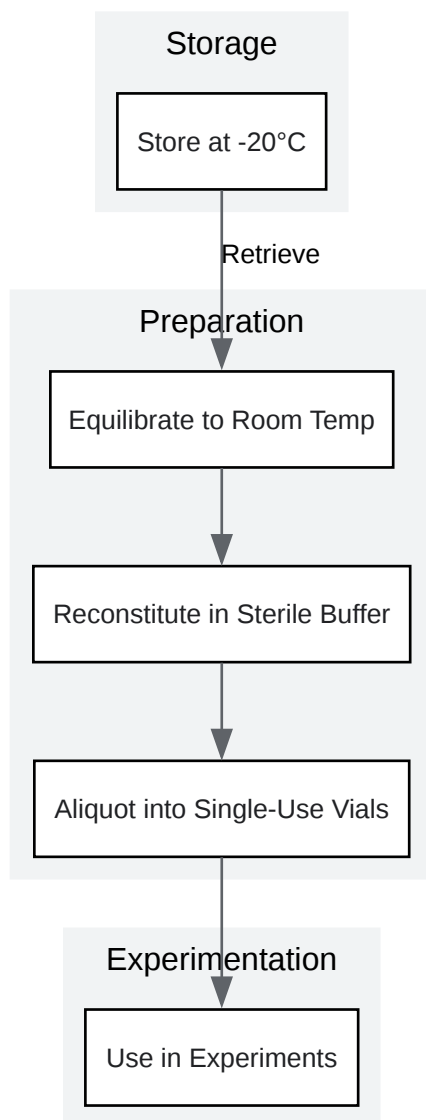 Storage
Store at -20°C
Retrieve
Preparation
Equilibrate to Room Temp
Reconstitute in Sterile Buffer
Aliquot into Single-Use Vials
Experimentation
Use in Experiments